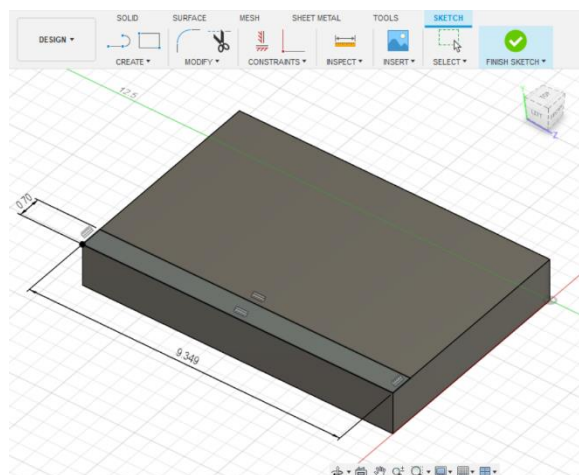 SOLID SURFACE MESH SHEET METAL TOOLS SKETCH
DESIGN ▾
CREATE ▾ MODIFY ▾ CONSTRAINTS ▾ INSPECT ▾ INSERT ▾ SELECT ▾ FINISH SKETCH ▾
12.5
LEFT
Z
0.70
9.349